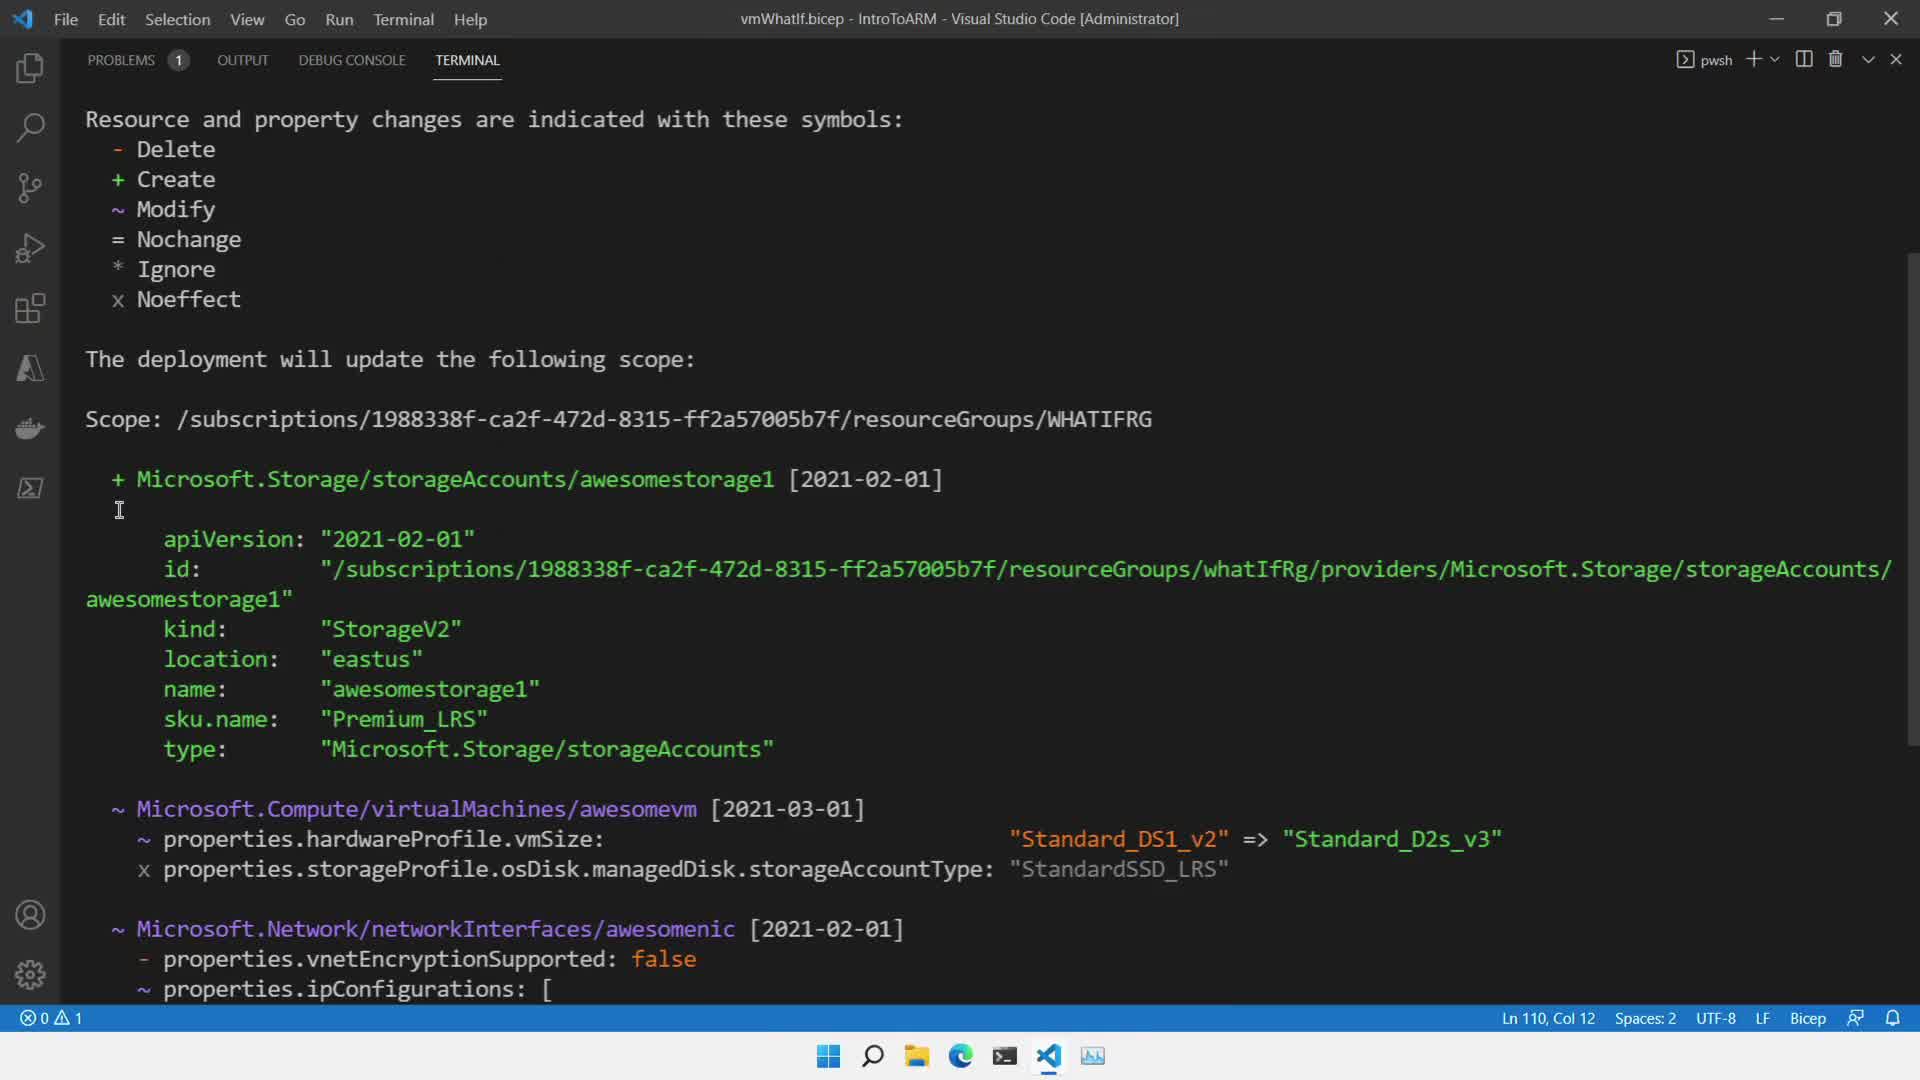 File Edit Selection View Go Run Terminal Help
vmWhatIf.bicep - IntroToARM - Visual Studio Code [Administrator]
PROBLEMS 1 OUTPUT DEBUG CONSOLE TERMINAL
pwsh
Resource and property changes are indicated with these symbols:
- Delete
+ Create
~ Modify
= Nochange
* Ignore
x Noeffect
The deployment will update the following scope:
Scope: /subscriptions/1988338f-ca2f-472d-8315-ff2a57005b7f/resourceGroups/WHATIFRG
+ Microsoft.Storage/storageAccounts/awesomestorage1 [2021-02-01]
apiVersion: "2021-02-01"
id: "/subscriptions/1988338f-ca2f-472d-8315-ff2a57005b7f/resourceGroups/whatIfRg/providers/Microsoft.Storage/storageAccounts/
awesomestorage1"
kind: "StorageV2"
location: "eastus"
name: "awesomestorage1"
sku.name: "Premium_LRS"
type: "Microsoft.Storage/storageAccounts"
~ Microsoft.Compute/virtualMachines/awesomevm [2021-03-01]
~ properties.hardwareProfile.vmSize: "Standard_DS1_v2" => "Standard_D2s_v3"
x properties.storageProfile.osDisk.managedDisk.storageAccountType: "StandardSSD_LRS"
~ Microsoft.Network/networkInterfaces/awesomenic [2021-02-01]
- properties.vnetEncryptionSupported: false
~ properties.ipConfigurations: [
0 1 Ln 110, Col 12 Spaces: 2 UTF-8 LF Bicep